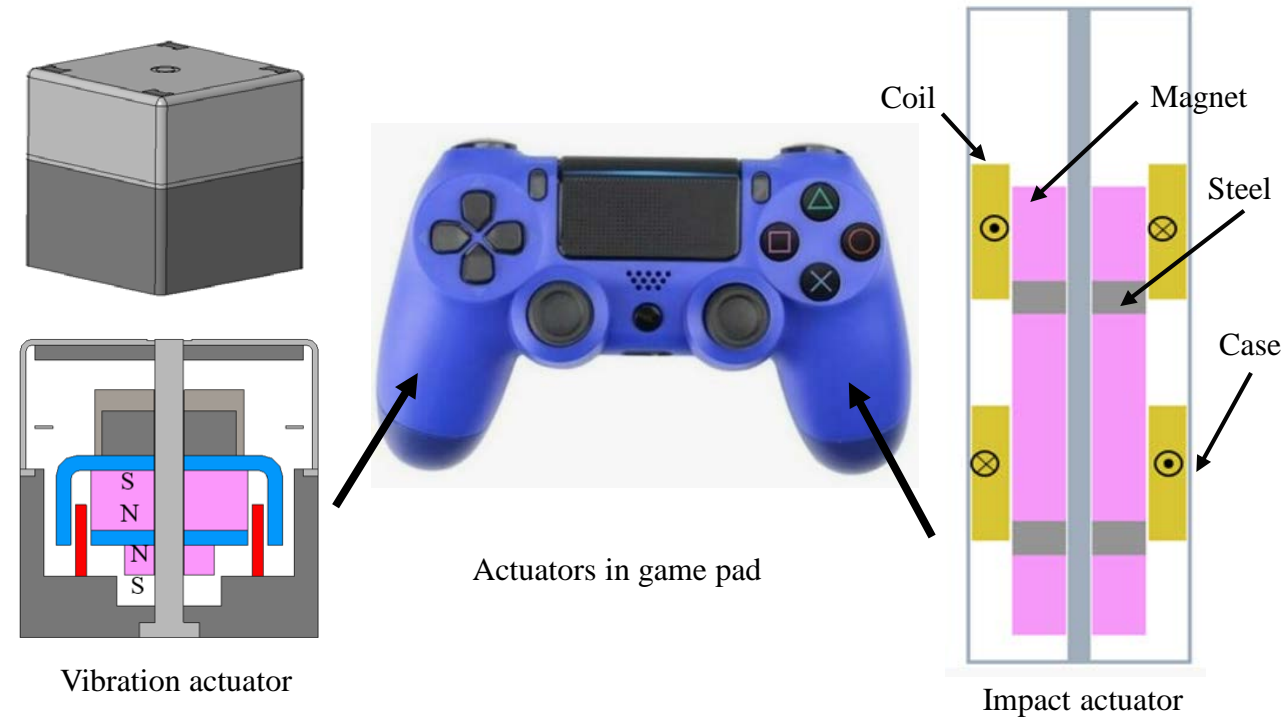 Coil
Magnet
Steel
Case
S
N
N
S
Actuators in game pad
Vibration actuator
Impact actuator